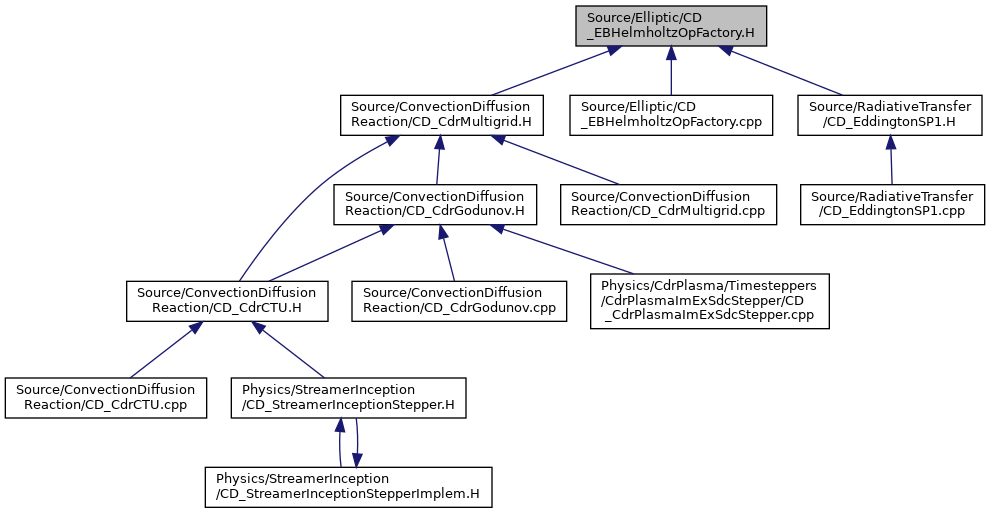 Source/Elliptic/CD
_EBHelmholtzOpFactory.H
Source/ConvectionDiffusion
Reaction/CD_CdrMultigrid.H
Source/Elliptic/CD
_EBHelmholtzOpFactory.cpp
Source/RadiativeTransfer
/CD_EddingtonSP1.H
Source/ConvectionDiffusion
Reaction/CD_CdrGodunov.H
Source/ConvectionDiffusion
Reaction/CD_CdrMultigrid.cpp
Source/RadiativeTransfer
/CD_EddingtonSP1.cpp
Source/ConvectionDiffusion
Reaction/CD_CdrCTU.H
Source/ConvectionDiffusion
Reaction/CD_CdrGodunov.cpp
Physics/CdrPlasma/Timesteppers
/CdrPlasmaImExSdcStepper/CD
_CdrPlasmaImExSdcStepper.cpp
Source/ConvectionDiffusion
Reaction/CD_CdrCTU.cpp
Physics/StreamerInception
/CD_StreamerInceptionStepper.H
Physics/StreamerInception
/CD_StreamerInceptionStepperImplem.H